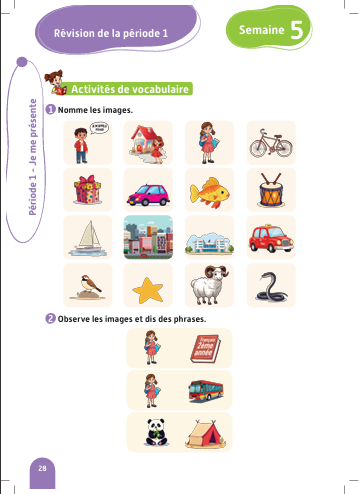 Révision de la période 1
Semaine 5
Période 1 - Je me présente
Activités de vocabulaire
1 Nomme les images.
2 Observe les images et dis des phrases.
Français
2ème
année
28